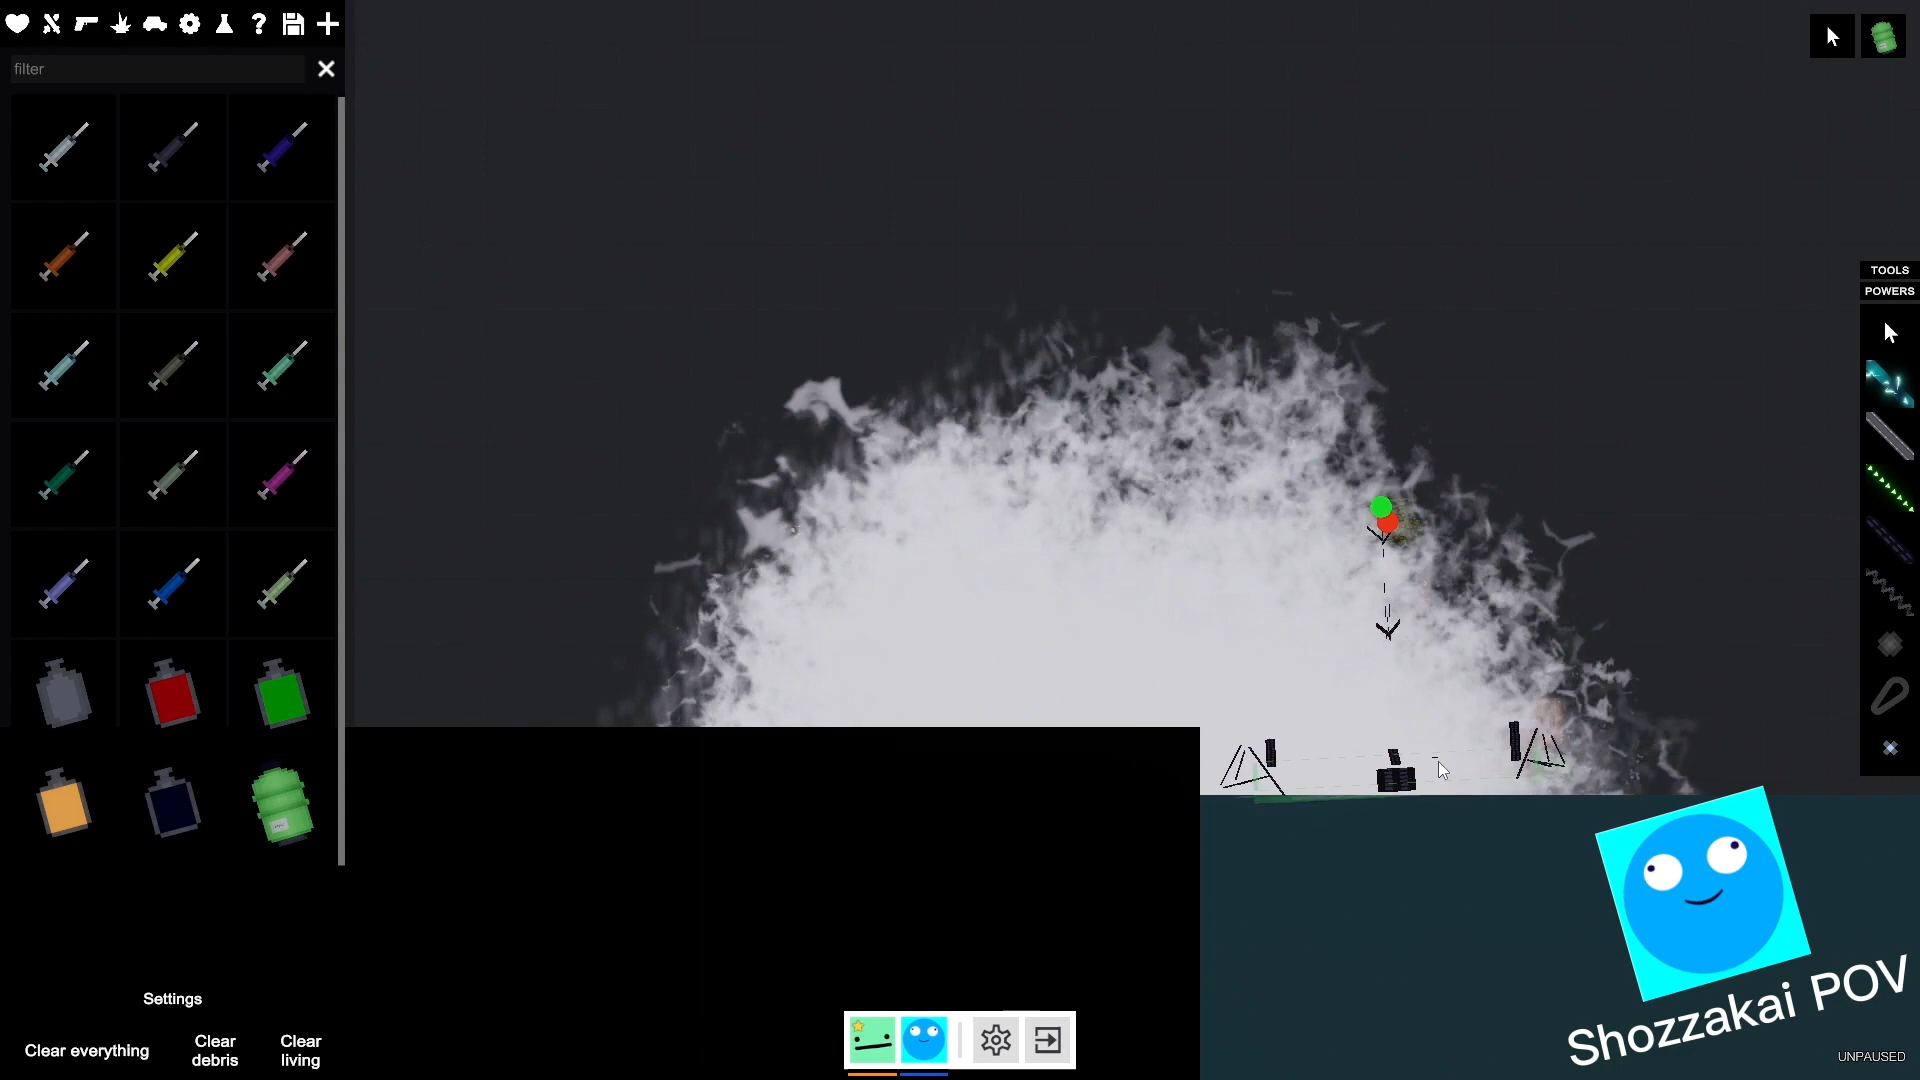 filter
TOOLS
POWERS
Settings
Clear everything
Clear
debris
Clear
living
Shozzakai POV
UNPAUSED